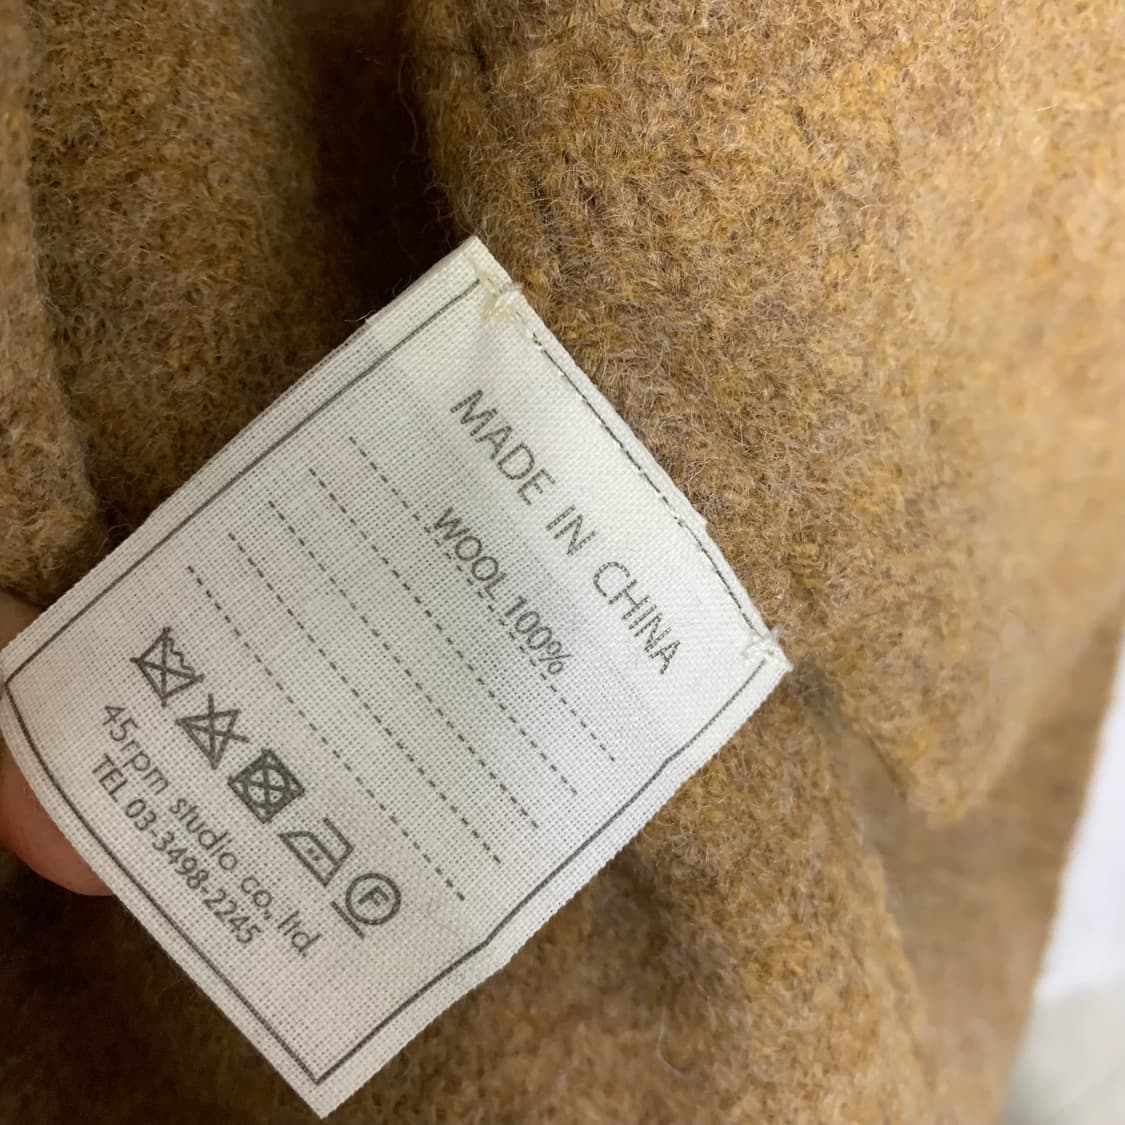 MADE IN CHINA
WOOL 100%
F
45rpm studio co., ltd.
TEL 03-3498-2245